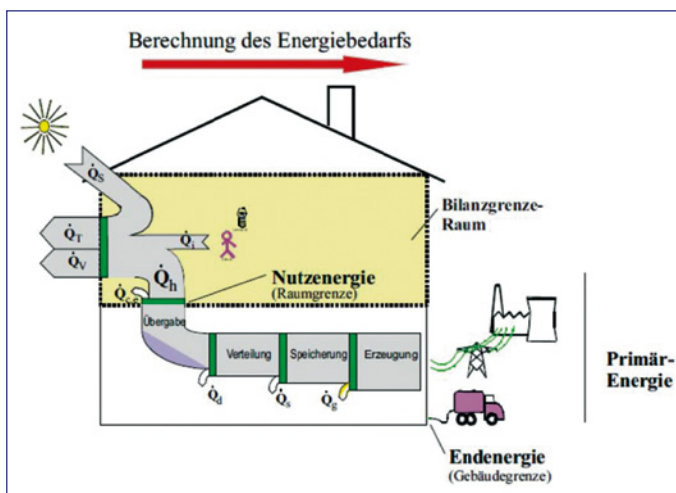 Berechnung des Energiebedarfs
Q̇S
Q̇T
Q̇V
Q̇i
Q̇h
Q̇c,e
Bilanzgrenze-
Raum
Nutzenergie
(Raumgrenze)
Übergabe
Verteilung
Speicherung
Erzeugung
Q̇d
Q̇s
Q̇g
Primär-
Energie
Endenergie
(Gebäudegrenze)